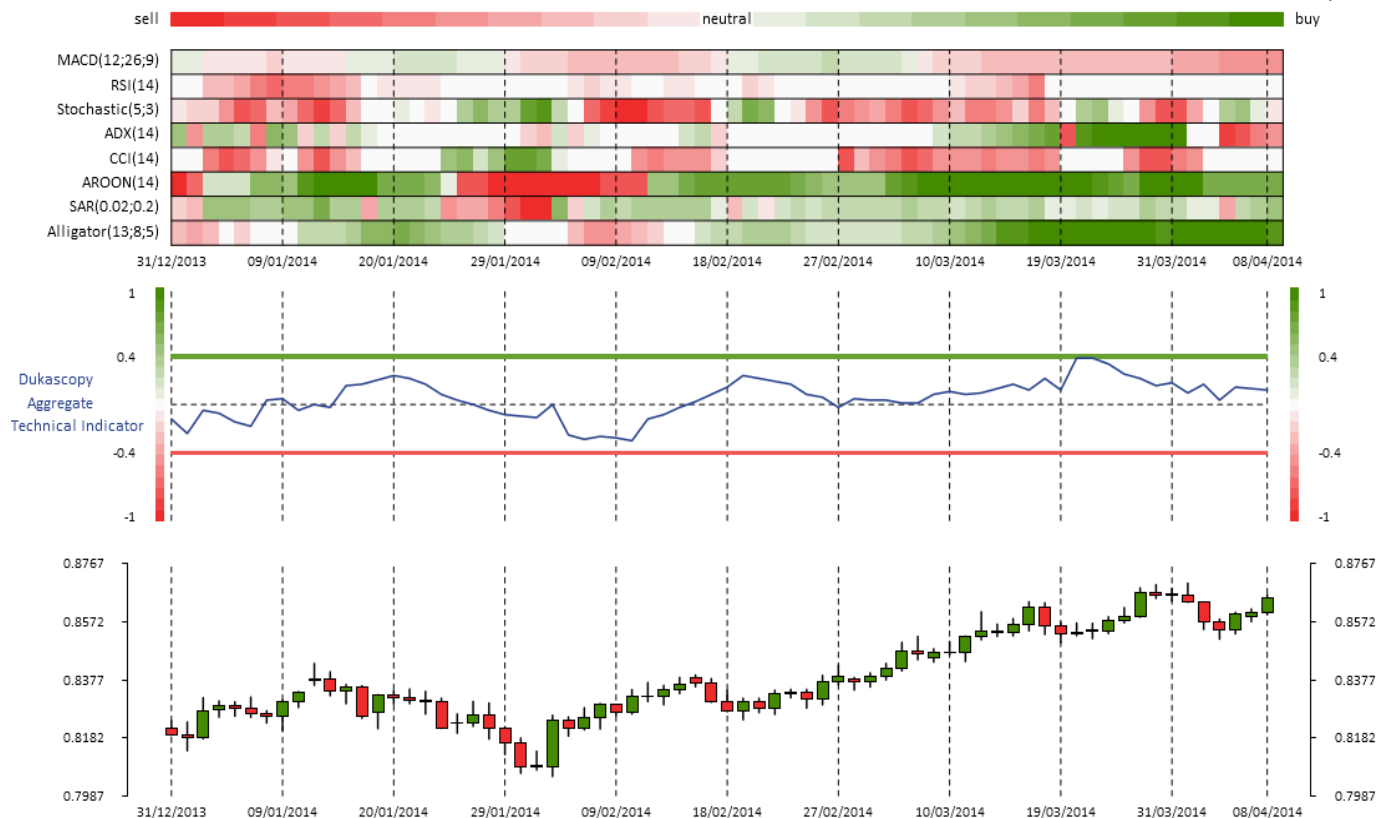 sell neutral buy
MACD(12;26;9)
RSI(14)
Stochastic(5;3)
ADX(14)
CCI(14)
AROON(14)
SAR(0.02;0.2)
Alligator(13;8;5)
31/12/2013 09/01/2014 20/01/2014 29/01/2014 09/02/2014 18/02/2014 27/02/2014 10/03/2014 19/03/2014 31/03/2014 08/04/2014
1 1
0.4 0.4
Dukascopy
Aggregate
Technical Indicator
-0.4 -0.4
-1 -1
0.8767 0.8767
0.8572 0.8572
0.8377 0.8377
0.8182 0.8182
0.7987 0.7987
31/12/2013 09/01/2014 20/01/2014 29/01/2014 09/02/2014 18/02/2014 27/02/2014 10/03/2014 19/03/2014 31/03/2014 08/04/2014